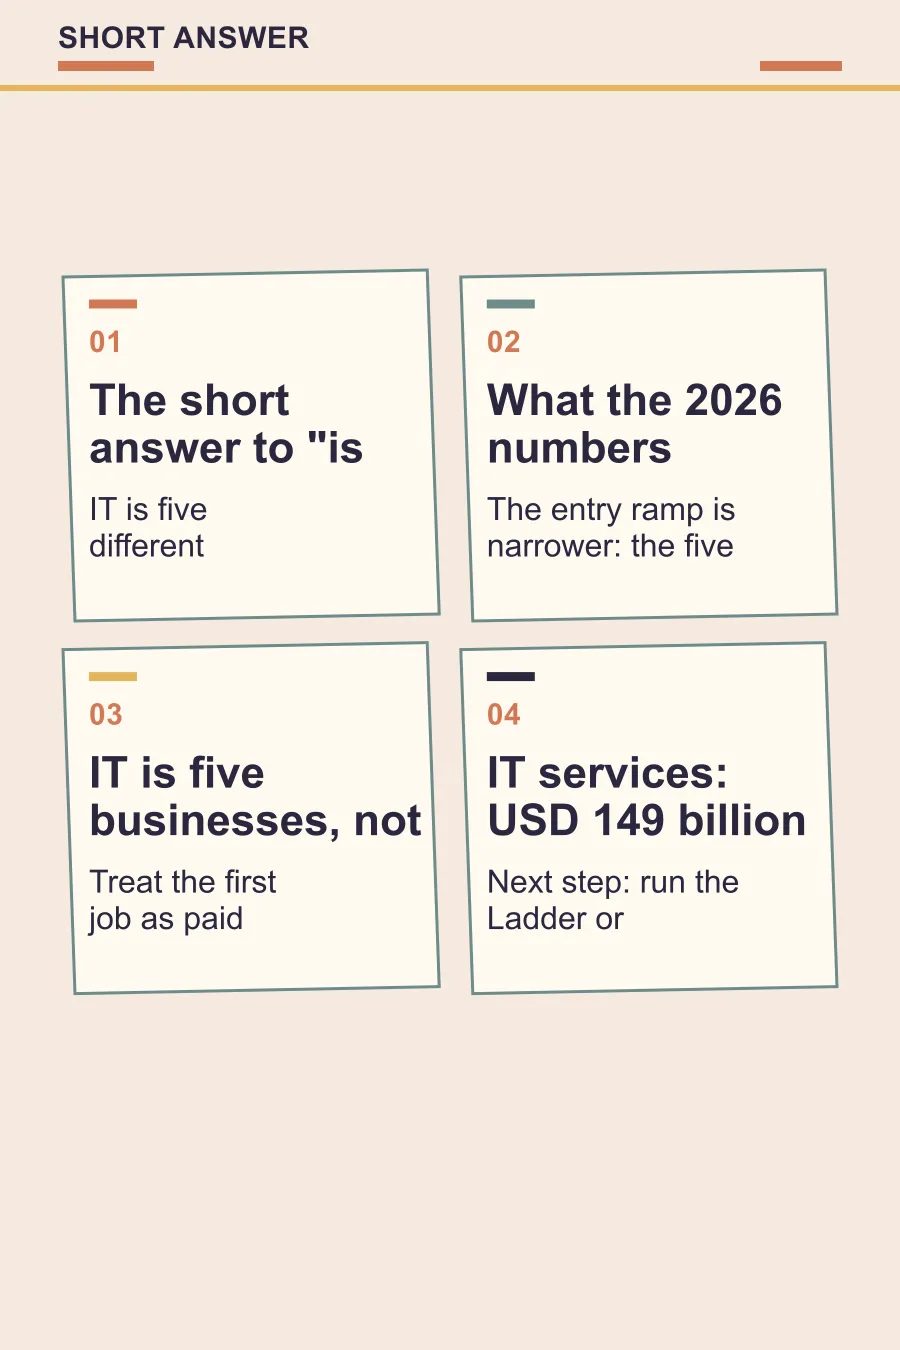 SHORT ANSWER
01
The short
answer to "is
IT is five
different
02
What the 2026
numbers
The entry ramp is
narrower: the five
03
IT is five
businesses, not
Treat the first
job as paid
04
IT services:
USD 149 billion
Next step: run the
Ladder or